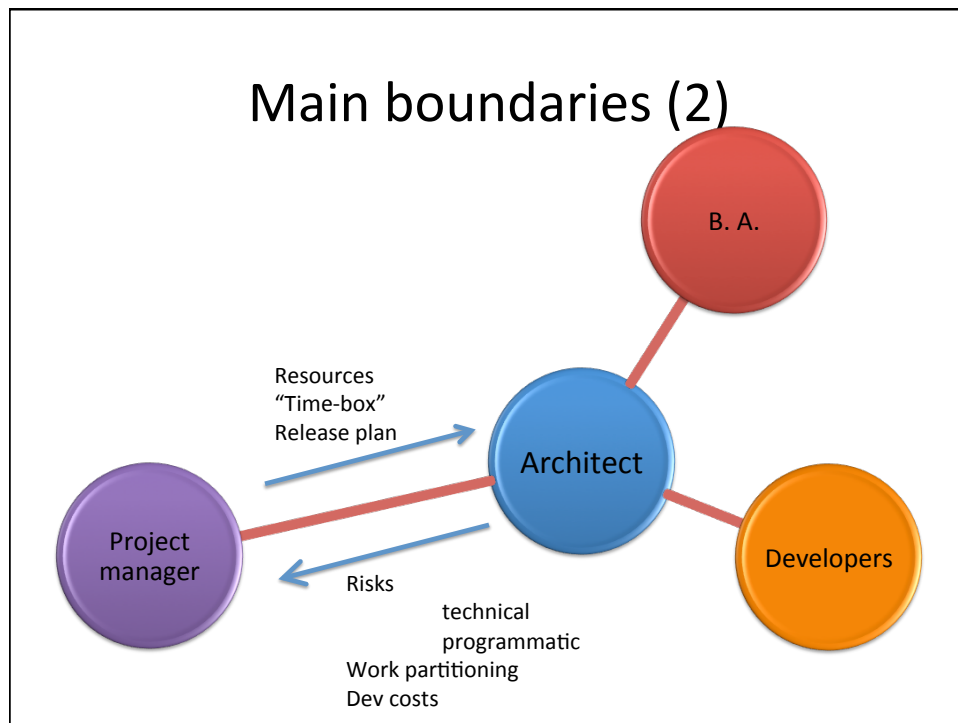 Main boundaries (2)
B. A.
Resources
“Time-box”
Release plan
Architect
Project
manager
Developers
Risks
technical
programmatic
Work partitioning
Dev costs